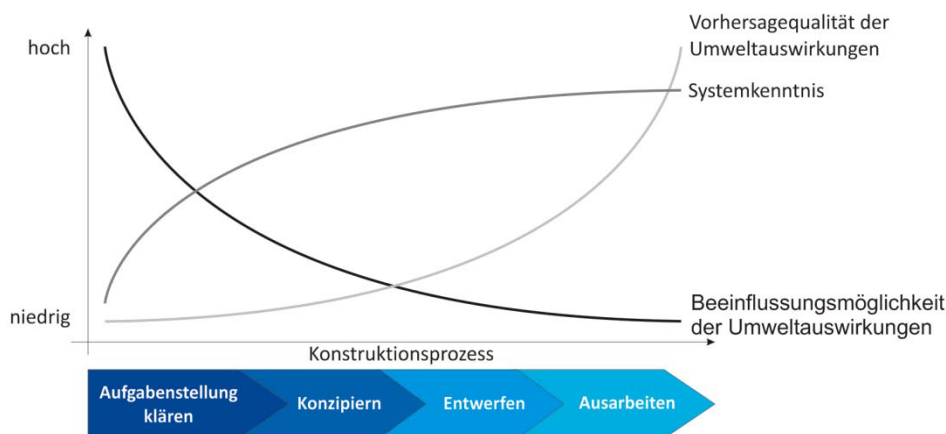 hoch
Vorhersagequalität der
Umweltauswirkungen
Systemkenntnis
niedrig
Beeinflussungsmöglichkeit
der Umweltauswirkungen
Konstruktionsprozess
Aufgabenstellung
klären
Konzipiern
Entwerfen
Ausarbeiten